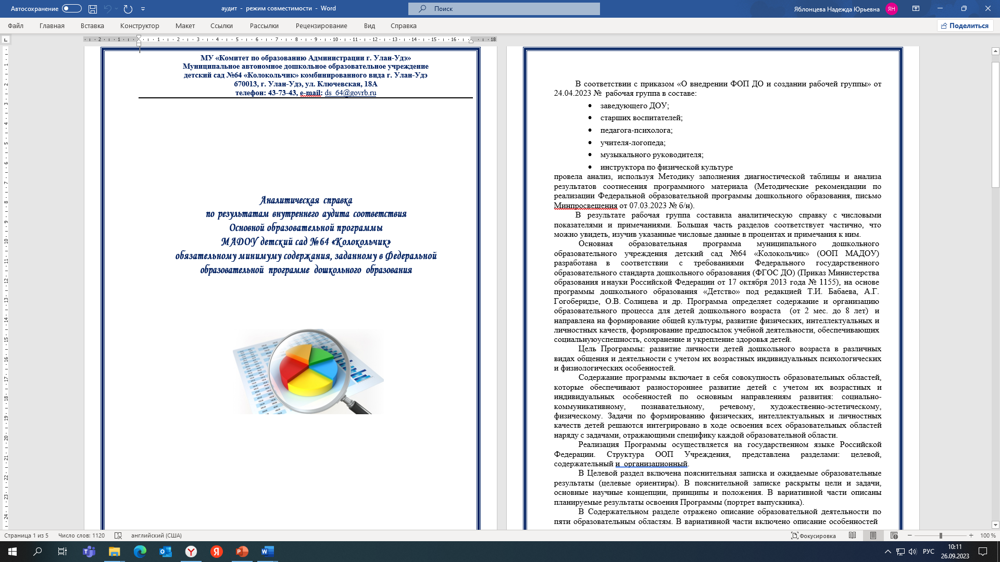 Автосохранение
аудит - режим совместимости - Word
Поиск
Яблонцева Надежда Юрьевна
ЯН
Файл Главная Вставка Конструктор Макет Ссылки Рассылки Рецензирование Вид Справка
Поделиться
2 1 1 2 3 4 5 6 7 8 9 10 11 12 13 14 15 16 18
МУ «Комитет по образованию Администрации г. Улан-Удэ»
Муниципальное автономное дошкольное образовательное учреждение
детский сад №64 «Колокольчик» комбинированного вида г. Улан-Удэ
670013, г. Улан-Удэ, ул. Ключевская, 18А
телефон: 43-73-43, e-mail: ds_64@govrb.ru
Аналитическая справка
по результатам внутреннего аудита соответствия
Основной образовательной программы
МАДОУ детский сад №64 «Колокольчик»
обязательному минимуму содержания, заданному в Федеральной
образовательной программе дошкольного образования
В соответствии с приказом «О внедрении ФОП ДО и создании рабочей группы» от
24.04.2023 № рабочая группа в составе:
• заведующего ДОУ;
• старших воспитателей;
• педагога-психолога;
• учителя-логопеда;
• музыкального руководителя;
• инструктора по физической культуре
провела анализ, используя Методику заполнения диагностической таблицы и анализа
результатов соотнесения программного материала (Методические рекомендации по
реализации Федеральной образовательной программы дошкольного образования, письмо
Минпросвещения от 07.03.2023 № б/н).
В результате рабочая группа составила аналитическую справку с числовыми
показателями и примечаниями. Большая часть разделов соответствует частично, что
можно увидеть, изучив указанные числовые данные в процентах и примечания к ним.
Основная образовательная программа муниципального дошкольного
образовательного учреждения детский сад №64 «Колокольчик» (ООП МАДОУ)
разработана в соответствии с требованиями Федерального государственного
образовательного стандарта дошкольного образования (ФГОС ДО) (Приказ Министерства
образования и науки Российской Федерации от 17 октября 2013 года № 1155), на основе
программы дошкольного образования «Детство» под редакцией Т.И. Бабаева, А.Г.
Гогоберидзе, О.В. Солнцева и др. Программа определяет содержание и организацию
образовательного процесса для детей дошкольного возраста (от 2 мес. до 8 лет) и
направлена на формирование общей культуры, развитие физических, интеллектуальных и
личностных качеств, формирование предпосылок учебной деятельности, обеспечивающих
социальнуюуспешность, сохранение и укрепление здоровья детей.
Цель Программы: развитие личности детей дошкольного возраста в различных
видах общения и деятельности с учетом их возрастных индивидуальных психологических
и физиологических особенностей.
Содержание программы включает в себя совокупность образовательных областей,
которые обеспечивают разностороннее развитие детей с учетом их возрастных и
индивидуальных особенностей по основным направлениям развития: социально-
коммуникативному, познавательному, речевому, художественно-эстетическому,
физическому. Задачи по формированию физических, интеллектуальных и личностных
качеств детей решаются интегрировано в ходе освоения всех образовательных областей
наряду с задачами, отражающими специфику каждой образовательной области.
Реализация Программы осуществляется на государственном языке Российской
Федерации. Структура ООП Учреждения, представлена разделами: целевой,
содержательный и организационный.
В Целевой раздел включена пояснительная записка и ожидаемые образовательные
результаты (целевые ориентиры). В пояснительной записке раскрыты цели и задачи,
основные научные концепции, принципы и положения. В вариативной части описаны
планируемые результаты освоения Программы (портрет выпускника).
В Содержательном разделе отражено описание образовательной деятельности по
пяти образовательным областям. В вариативной части включено описание особенностей
Страница 1 из 5 Число слов: 1120 английский (США)
Фокусировка
100 %
РУС
10:11
26.09.2023